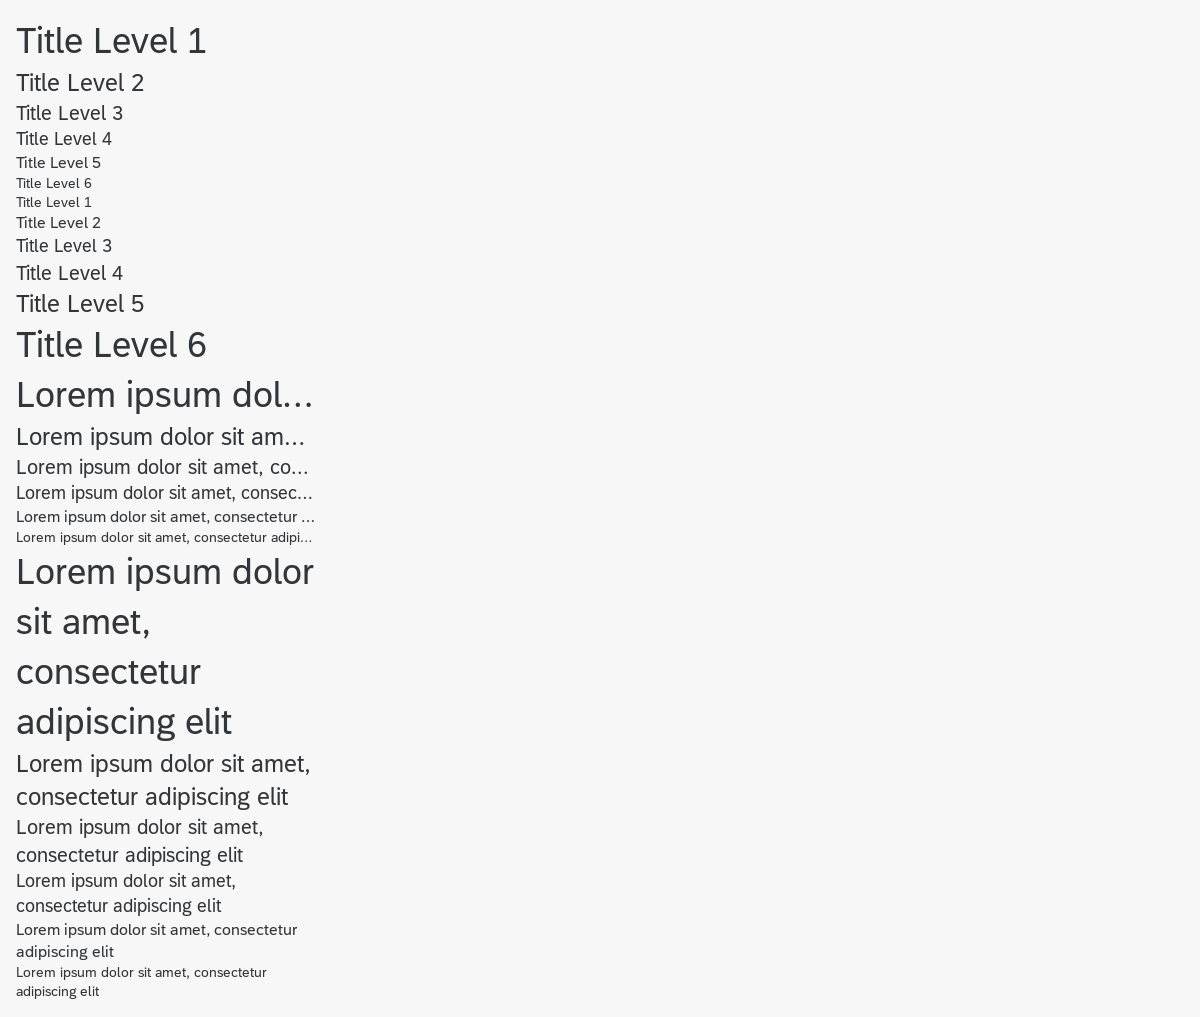 Title Level 1
Title Level 2
Title Level 3
Title Level 4
Title Level 5
Title Level 6
Title Level 1
Title Level 2
Title Level 3
Title Level 4
Title Level 5
Title Level 6
Lorem ipsum dol...
Lorem ipsum dolor sit am...
Lorem ipsum dolor sit amet, co...
Lorem ipsum dolor sit amet, consec...
Lorem ipsum dolor sit amet, consectetur ...
Lorem ipsum dolor sit amet, consectetur adipi...
Lorem ipsum dolor
sit amet,
consectetur
adipiscing elit
Lorem ipsum dolor sit amet,
consectetur adipiscing elit
Lorem ipsum dolor sit amet,
consectetur adipiscing elit
Lorem ipsum dolor sit amet,
consectetur adipiscing elit
Lorem ipsum dolor sit amet, consectetur
adipiscing elit
Lorem ipsum dolor sit amet, consectetur
adipiscing elit